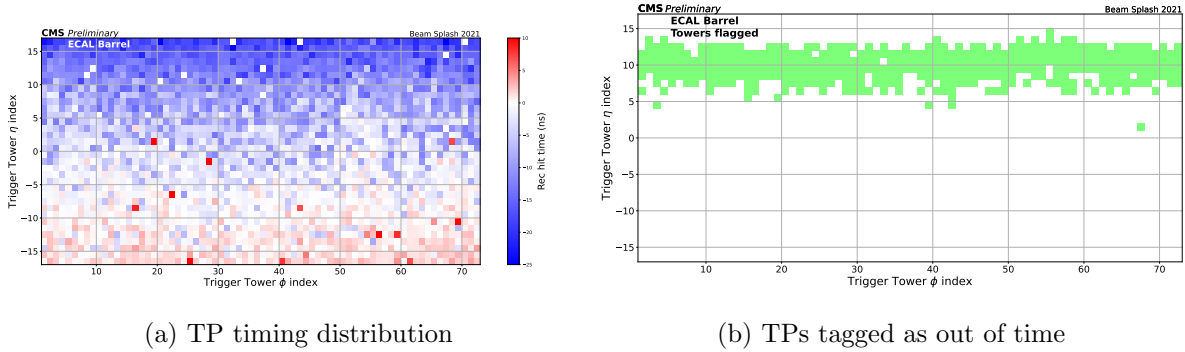 CMS Preliminary
Beam Splash 2021
ECAL Barrel
15
10
5
0
−5
−10
−15
Trigger Tower η index
10
20
30
40
50
60
70
Trigger Tower ϕ index
10
5
0
−5
−10
−15
−20
−25
Rec hit time (ns)
(a) TP timing distribution
CMS Preliminary
Beam Splash 2021
ECAL Barrel
Towers flagged
15
10
5
0
−5
−10
−15
Trigger Tower η index
10
20
30
40
50
60
70
Trigger Tower ϕ index
(b) TPs tagged as out of time